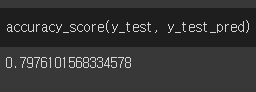 accuracy_score(y_test, y_test_pred)
0.7976101568334578